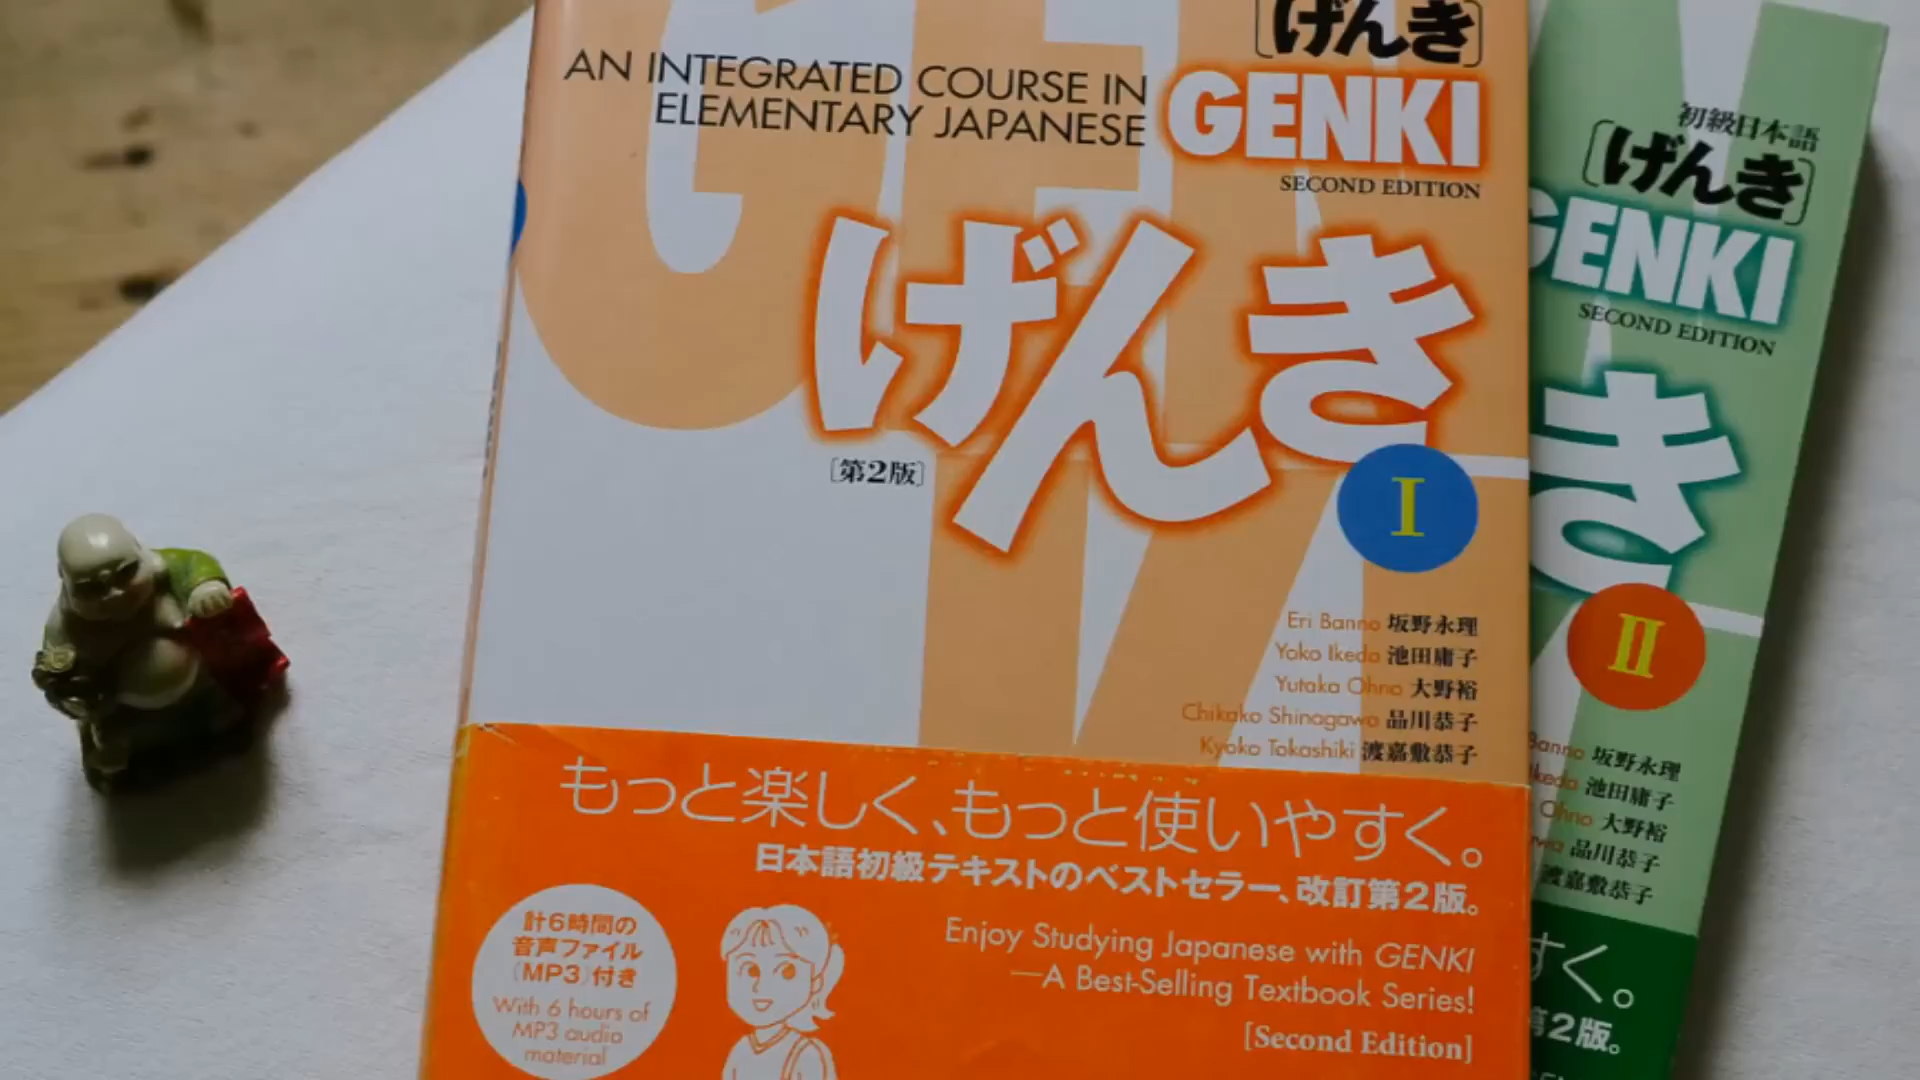 [げんき]
AN INTEGRATED COURSE IN
ELEMENTARY JAPANESE
GENKI
SECOND EDITION
げんき
[第2版]
I
Eri Banno 坂野永理
Yoko Ikeda 池田庸子
Yutaka Ohno 大野裕
Chikako Shinagawa 品川恭子
Kyoko Tokashiki 渡嘉敷恭子
もっと楽しく、もっと使いやすく。
日本語初級テキストのベストセラー、改訂第2版。
計6時間の
音声ファイル
(MP3)付き
With 6 hours of
MP3 audio
material
Enjoy Studying Japanese with GENKI
—A Best-Selling Textbook Series!
[Second Edition]
初級日本語
[げんき]
GENKI
SECOND EDITION
き
II
Banno 坂野永理
Ikeda 池田庸子
Ohno 大野裕
品川恭子
渡嘉敷恭子
すく。
第2版。